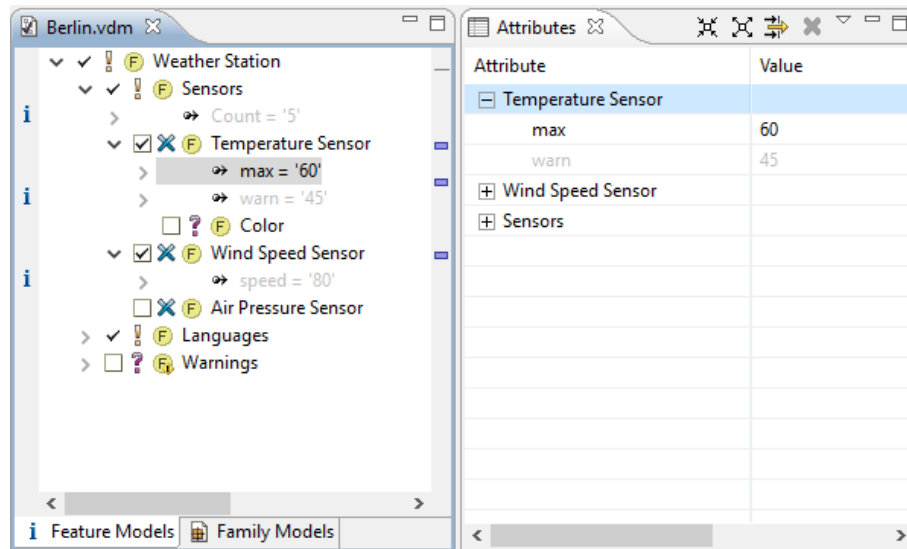 Berlin.vdm
Weather Station
Sensors
Count = '5'
Temperature Sensor
max = '60'
warn = '45'
Color
Wind Speed Sensor
speed = '80'
Air Pressure Sensor
Languages
Warnings
Feature Models Family Models
Attributes
Attribute Value
Temperature Sensor
max 60
warn 45
Wind Speed Sensor
Sensors